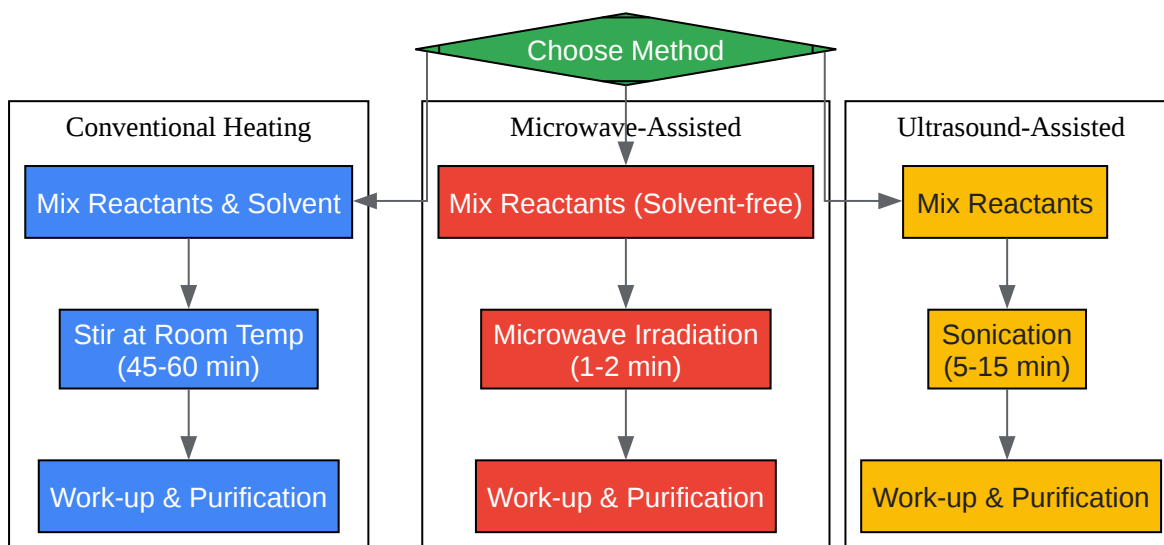 Choose Method
Conventional Heating
Mix Reactants & Solvent
Stir at Room Temp
(45-60 min)
Work-up & Purification
Microwave-Assisted
Mix Reactants (Solvent-free)
Microwave Irradiation
(1-2 min)
Work-up & Purification
Ultrasound-Assisted
Mix Reactants
Sonication
(5-15 min)
Work-up & Purification